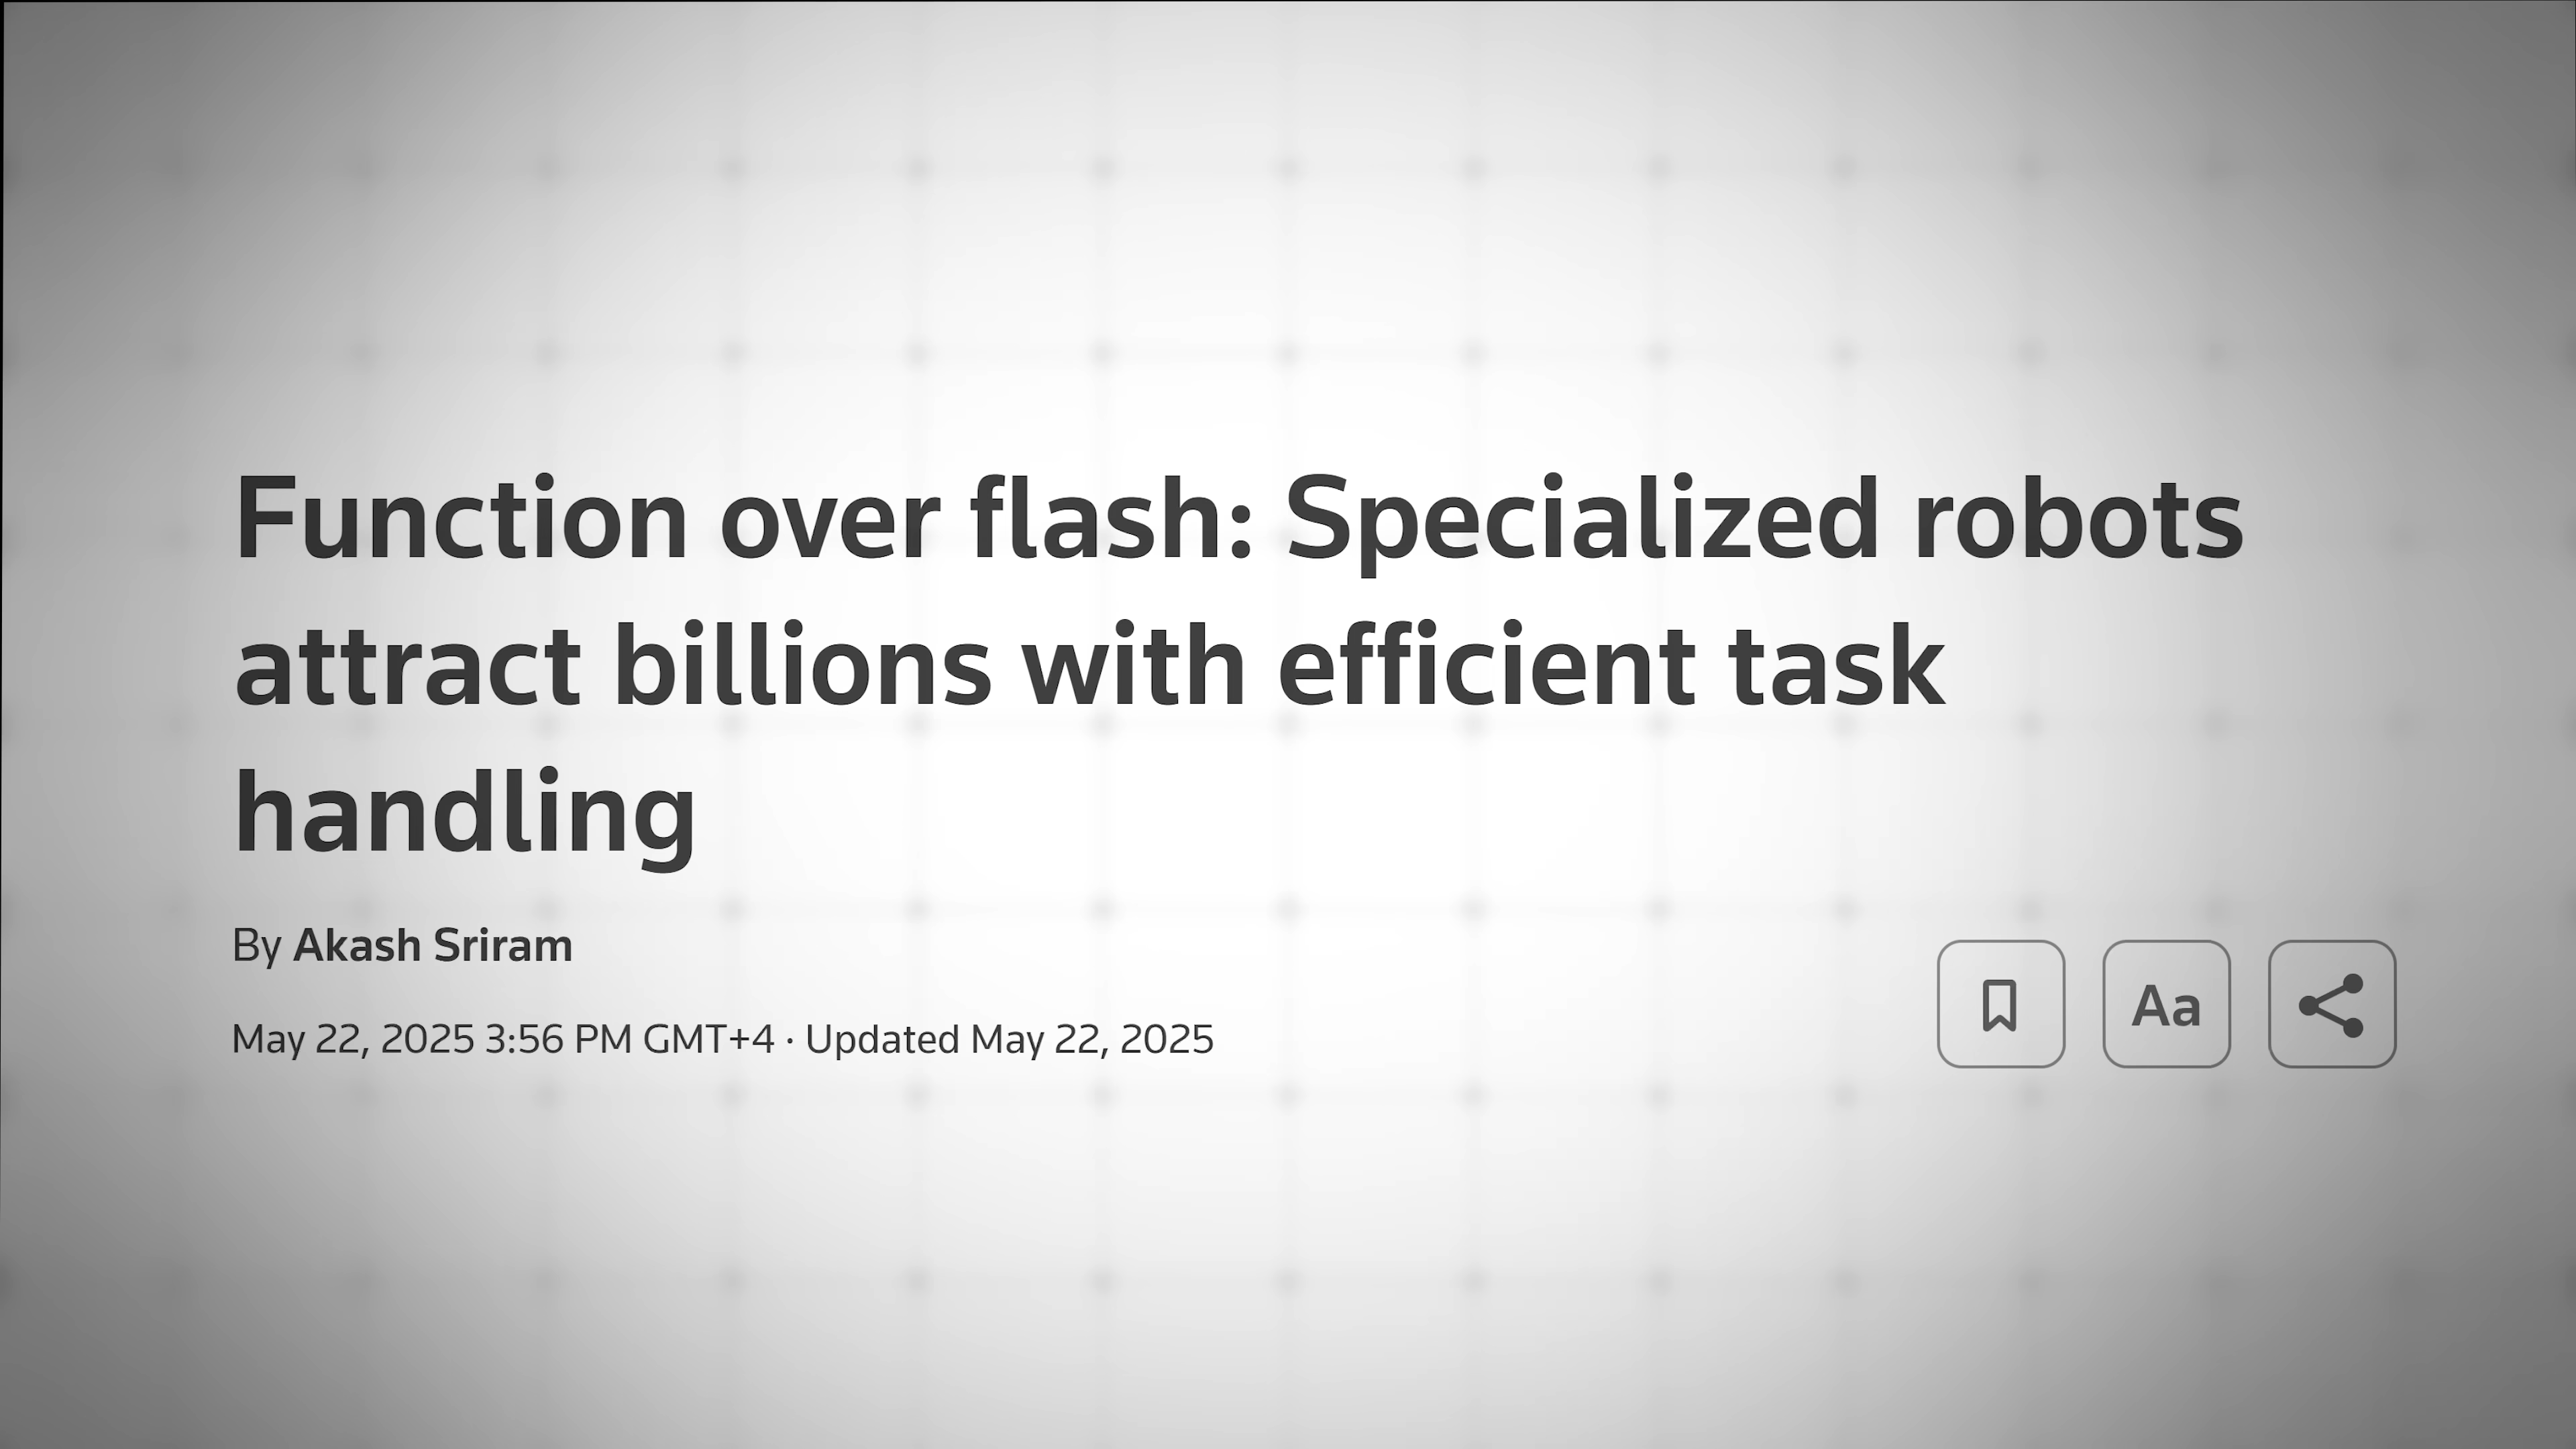 Function over flash: Specialized robots
attract billions with efficient task
handling
By Akash Sriram
May 22, 2025 3:56 PM GMT+4 · Updated May 22, 2025
Aa